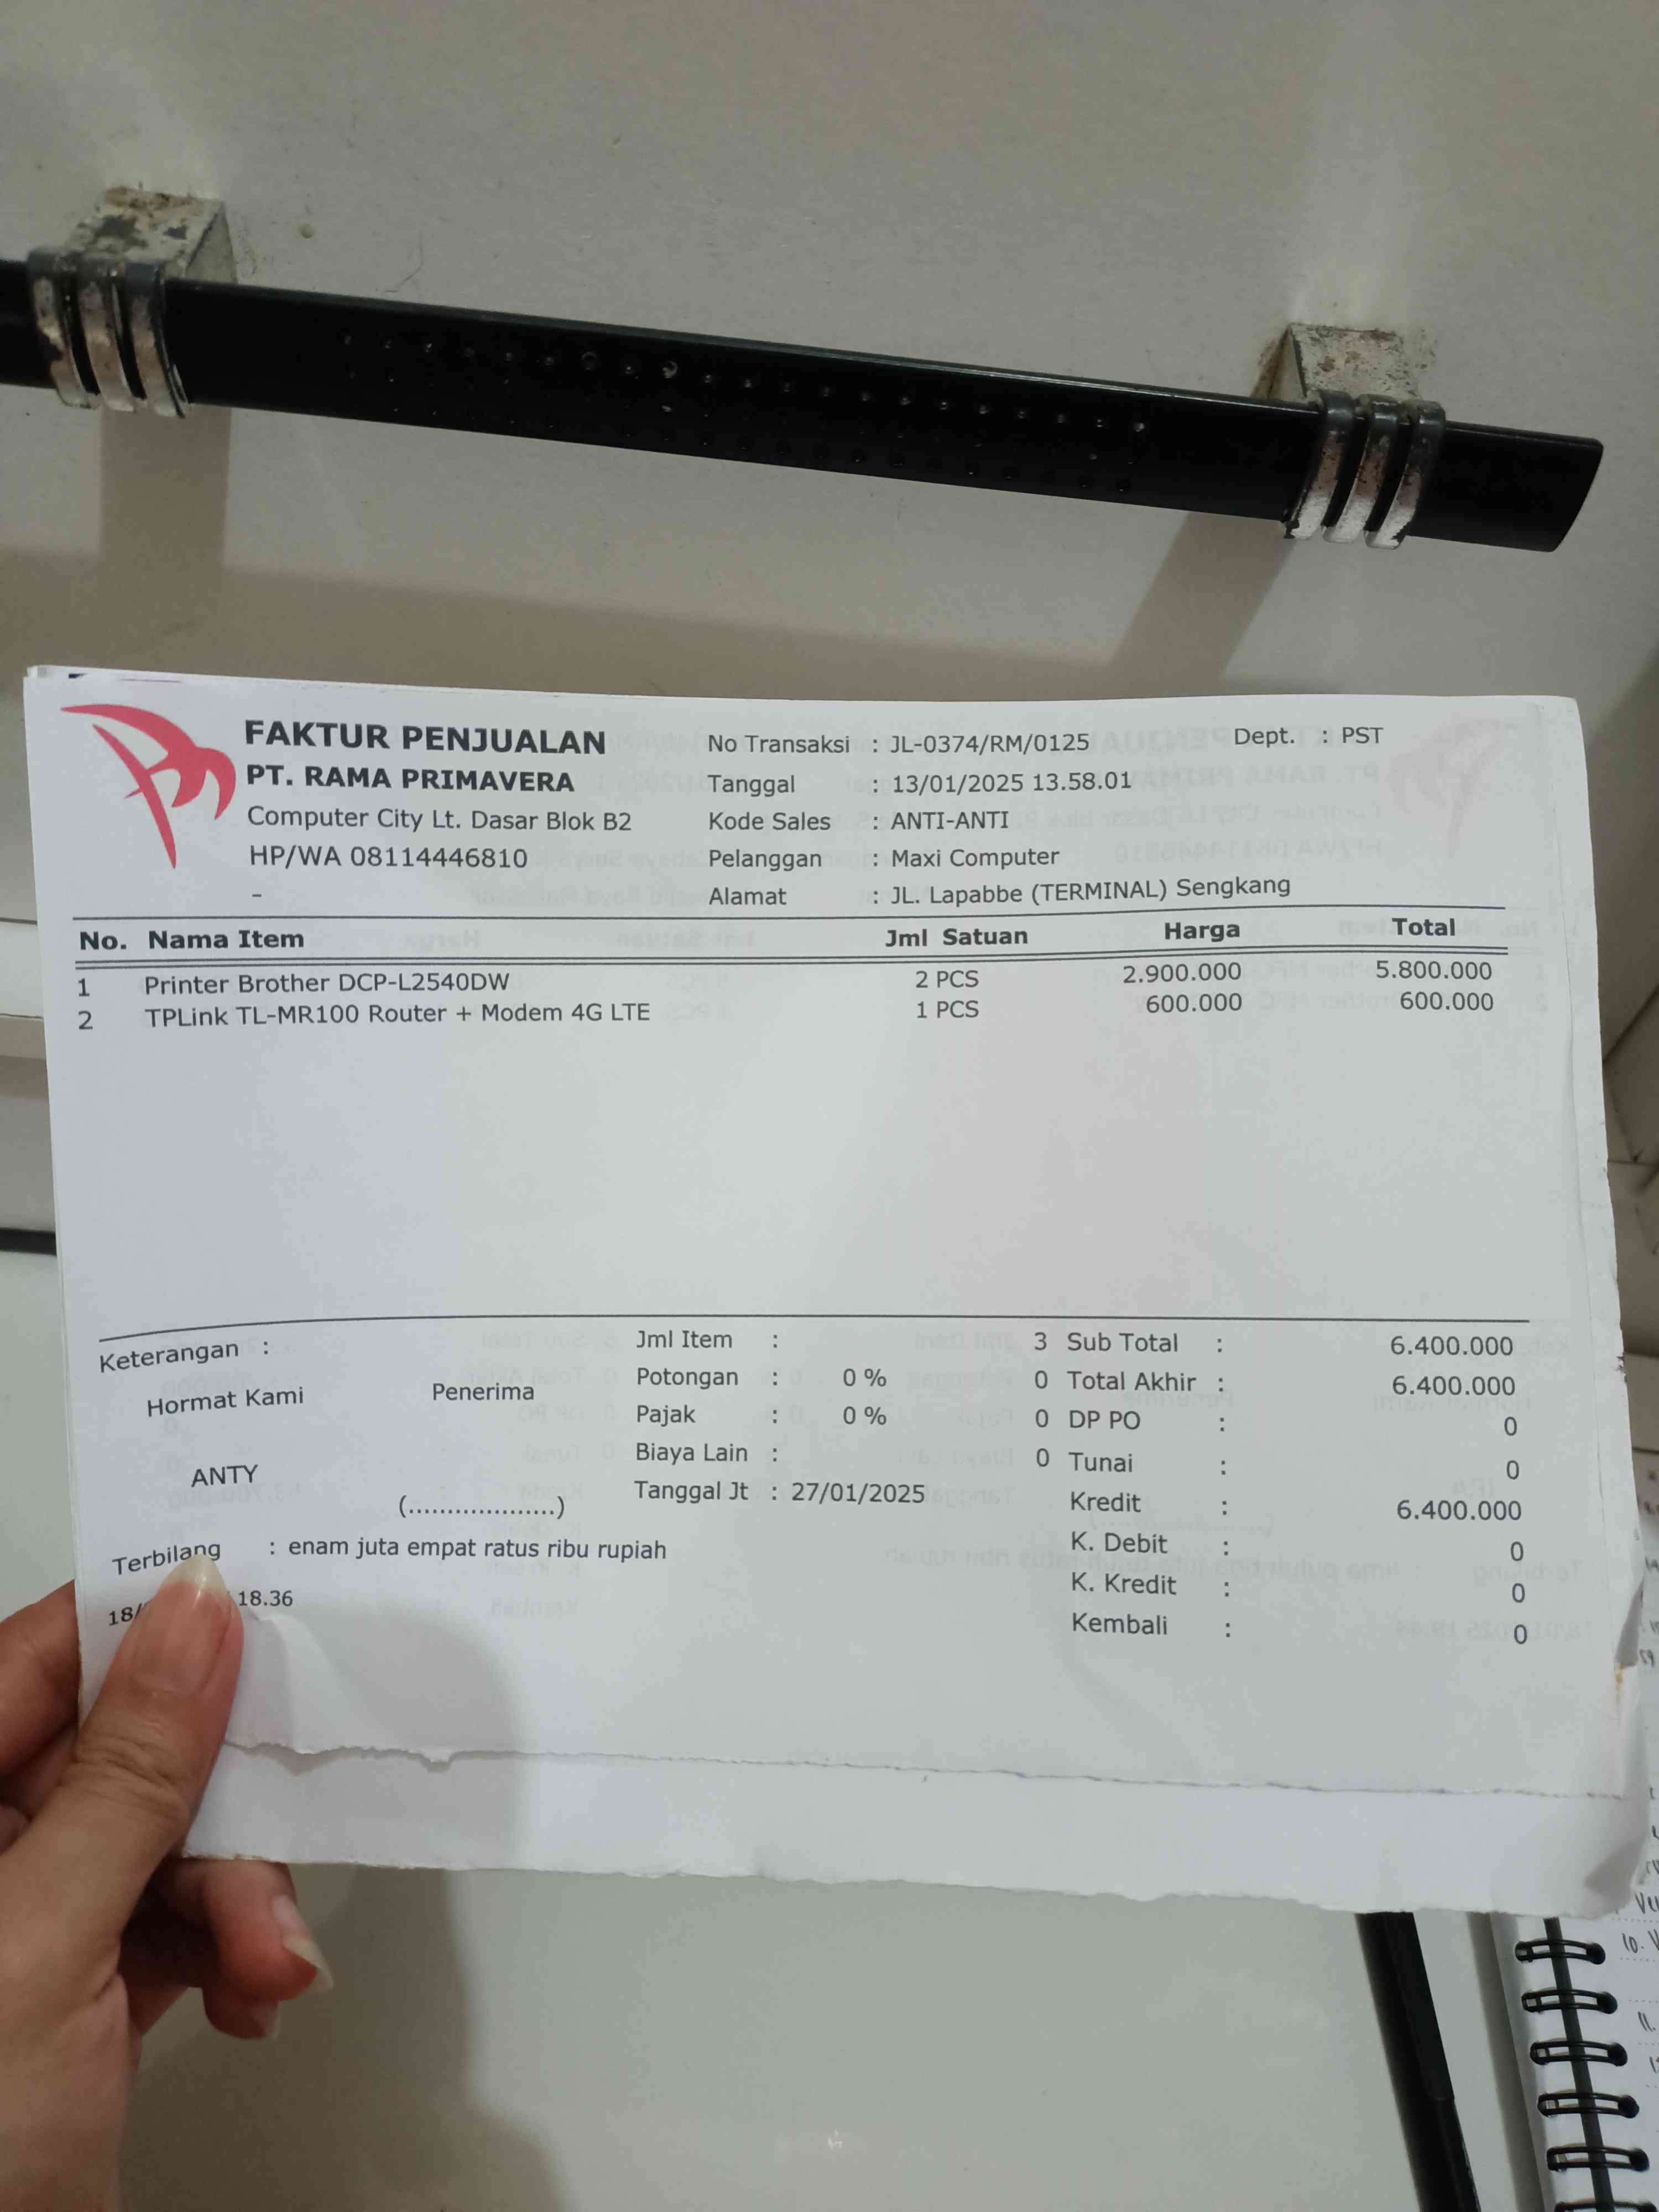 FAKTUR PENJUALAN
PT. RAMA PRIMAVERA
Computer City Lt. Dasar Blok B2
HP/WA 08114446810
-
No Transaksi : JL-0374/RM/0125
Tanggal : 13/01/2025 13.58.01
Kode Sales : ANTI-ANTI
Pelanggan : Maxi Computer
Alamat : JL. Lapabbe (TERMINAL) Sengkang
Dept. : PST
No. Nama Item Jml Satuan Harga Total
1 Printer Brother DCP-L2540DW 2 PCS 2.900.000 5.800.000
2 TPLink TL-MR100 Router + Modem 4G LTE 1 PCS 600.000 600.000
Keterangan :
Hormat Kami Penerima
ANTY
(...................)
Jml Item : 3
Potongan : 0 % 0
Pajak : 0 % 0
Biaya Lain : 0
Tanggal Jt : 27/01/2025
Sub Total : 6.400.000
Total Akhir : 6.400.000
DP PO : 0
Tunai : 0
Kredit : 6.400.000
K. Debit : 0
K. Kredit : 0
Kembali : 0
Terbilang : enam juta empat ratus ribu rupiah
18/ 18.36